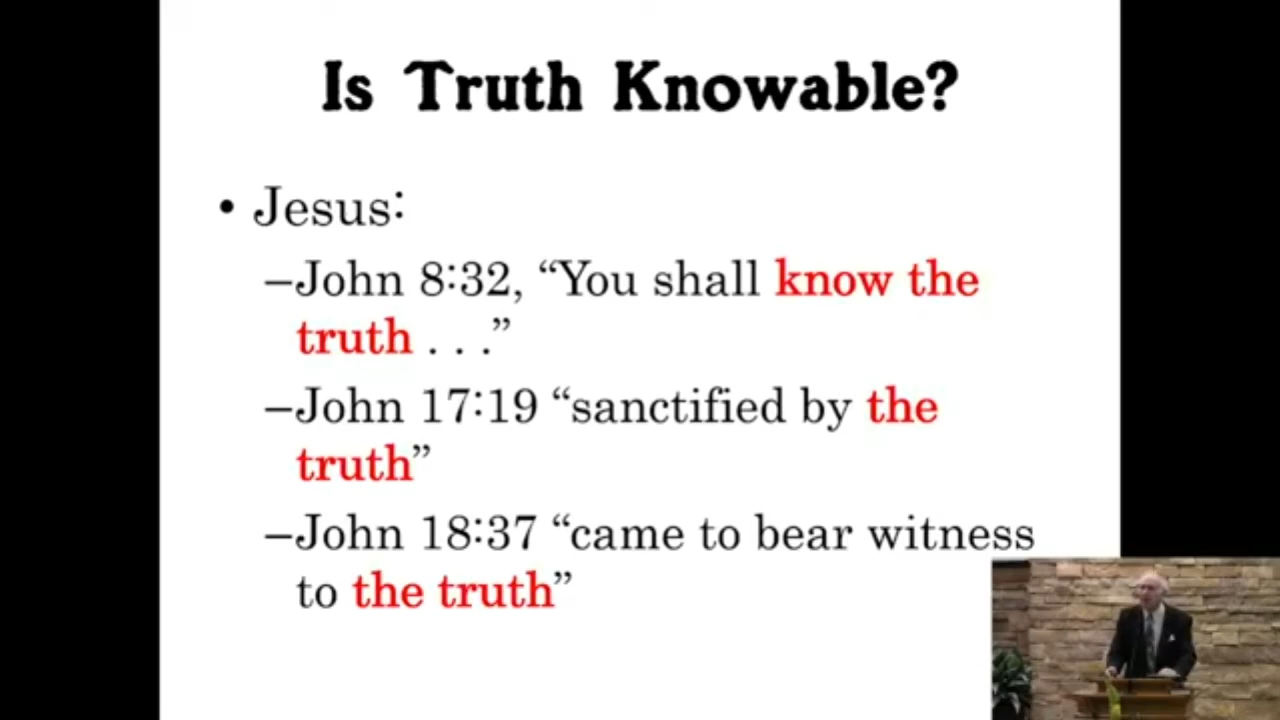 Is Truth Knowable?
• Jesus:
–John 8:32, “You shall know the
truth . . .”
–John 17:19 “sanctified by the
truth”
–John 18:37 “came to bear witness
to the truth”